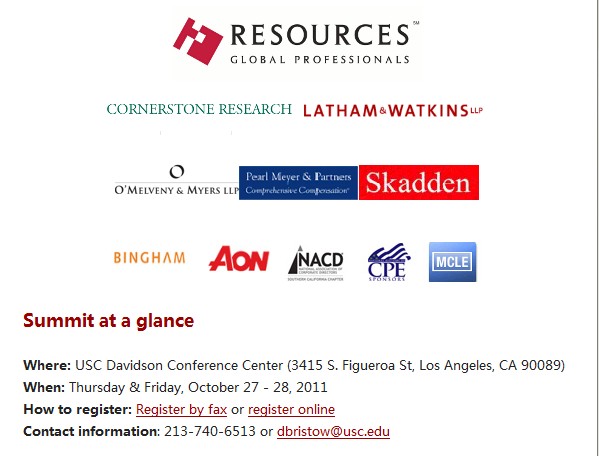 RESOURCES℠
GLOBAL PROFESSIONALS
CORNERSTONE RESEARCH LATHAM & WATKINS LLP
O'MELVENY & MYERS LLP Pearl Meyer & Partners Skadden
Comprehensive Compensation®
BINGHAM AON NACD CPE MCLE
NATIONAL ASSOCIATION OF
CORPORATE DIRECTORS
SOUTHERN CALIFORNIA CHAPTER
SPONSORS
Summit at a glance
Where: USC Davidson Conference Center (3415 S. Figueroa St, Los Angeles, CA 90089)
When: Thursday & Friday, October 27 - 28, 2011
How to register: Register by fax or register online
Contact information: 213-740-6513 or dbristow@usc.edu